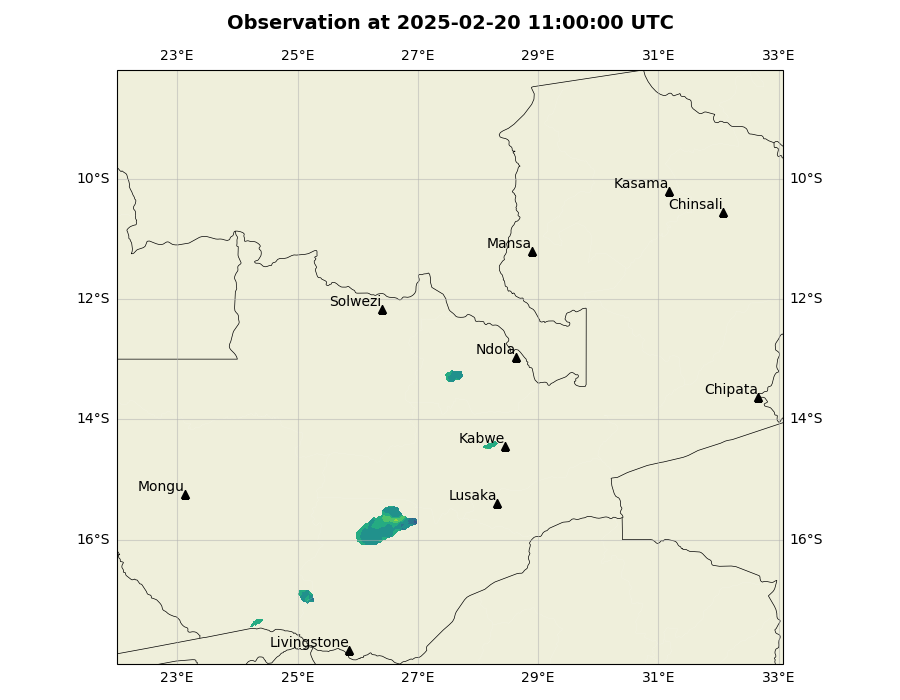 Observation at 2025-02-20 11:00:00 UTC
23°E 25°E 27°E 29°E 31°E 33°E
10°S 10°S
Kasama
Chinsali
Mansa
12°S 12°S
Solwezi
Ndola
Chipata
14°S 14°S
Kabwe
Mongu
Lusaka
16°S 16°S
Livingstone
23°E 25°E 27°E 29°E 31°E 33°E